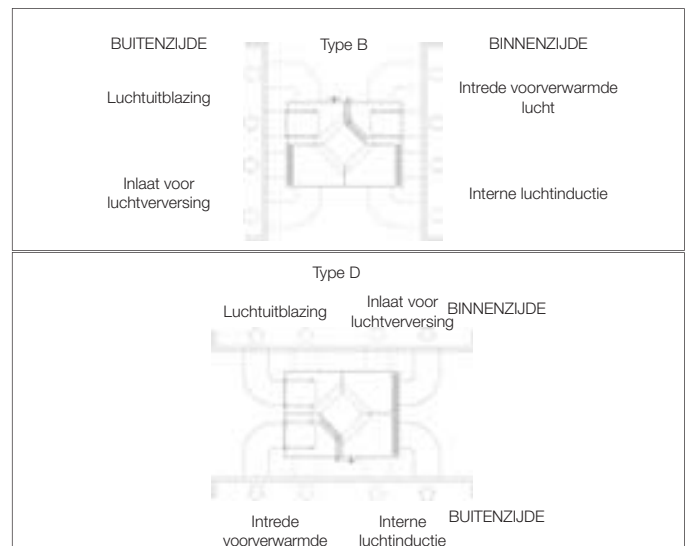 BUITENZIJDE
Type B
BINNENZIJDE
Luchtuitblazing
Intrede voorverwarmde
lucht
Inlaat voor
luchtverversing
Interne luchtinductie
Type D
Luchtuitblazing
Inlaat voor
luchtverversing
BINNENZIJDE
Intrede
voorverwarmde
Interne
luchtinductie
BUITENZIJDE